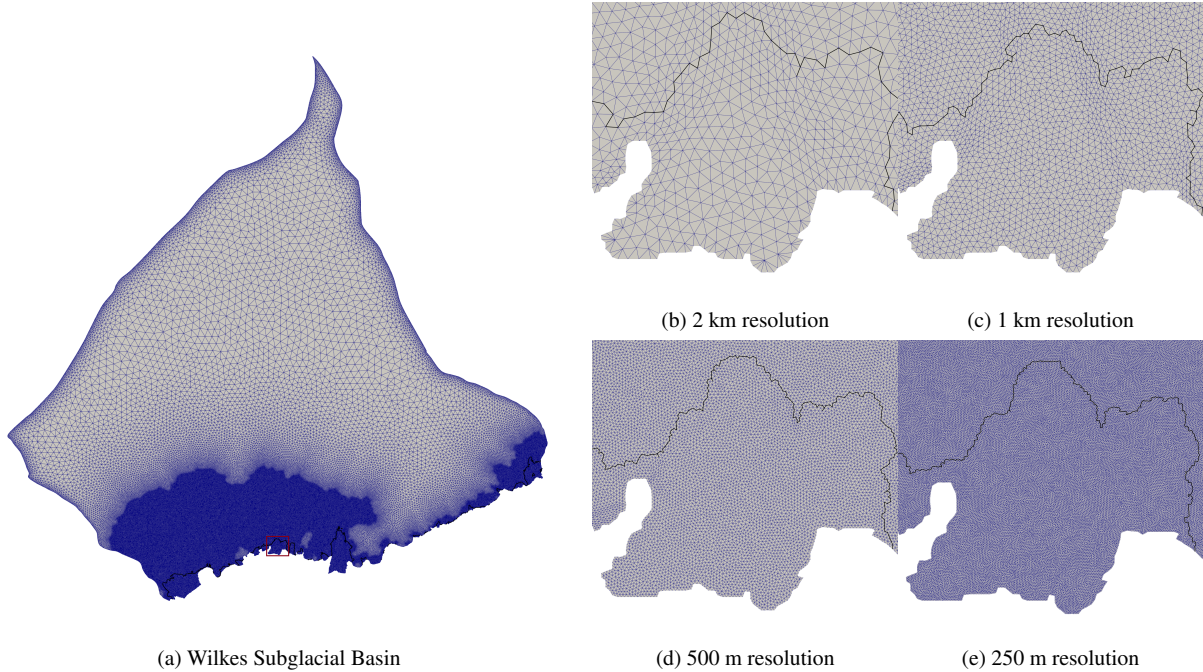 (b) 2 km resolution
(c) 1 km resolution
(a) Wilkes Subglacial Basin
(d) 500 m resolution
(e) 250 m resolution